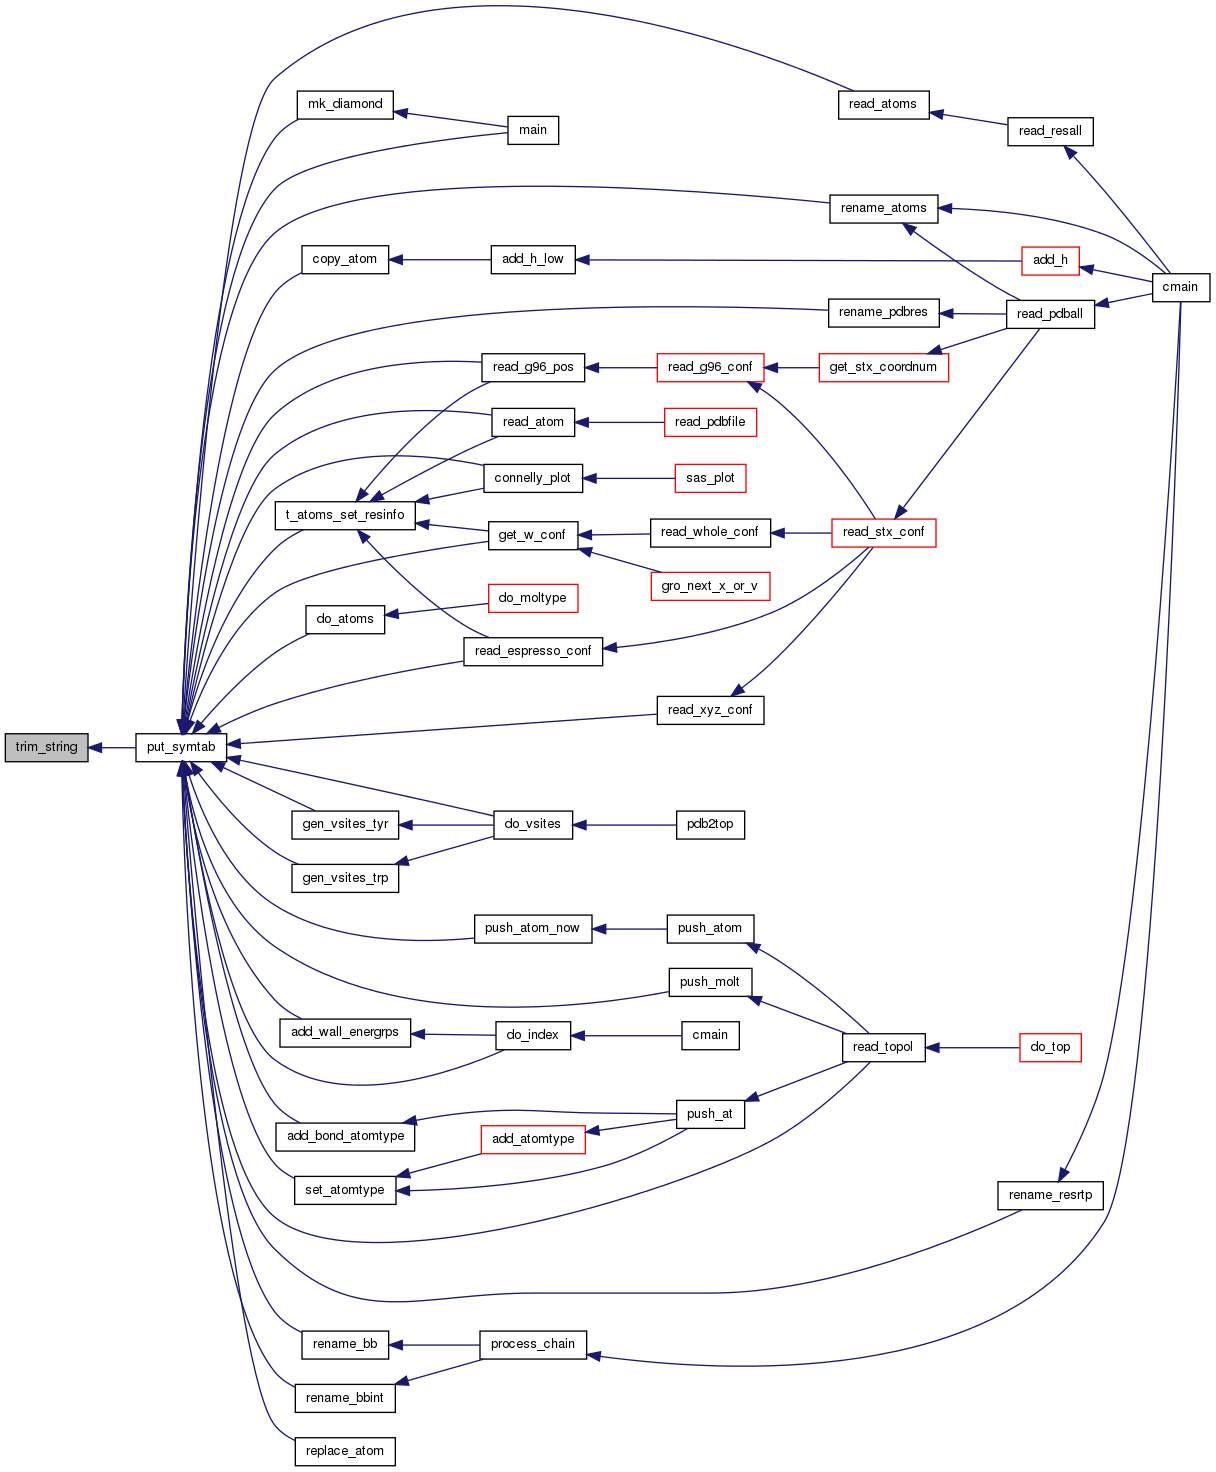 read_atoms
mk_diamond
main
read_resall
rename_atoms
copy_atom
add_h_low
add_h
cmain
rename_pdbres
read_pdball
read_g96_pos
read_g96_conf
get_stx_coordnum
read_atom
read_pdbfile
connelly_plot
sas_plot
t_atoms_set_resinfo
get_w_conf
read_whole_conf
read_stx_conf
gro_next_x_or_v
do_moltype
do_atoms
read_espresso_conf
read_xyz_conf
trim_string
put_symtab
gen_vsites_tyr
do_vsites
pdb2top
gen_vsites_trp
push_atom_now
push_atom
push_molt
add_wall_energrps
do_index
cmain
read_topol
do_top
push_at
add_bond_atomtype
add_atomtype
set_atomtype
rename_resrtp
rename_bb
process_chain
rename_bbint
replace_atom